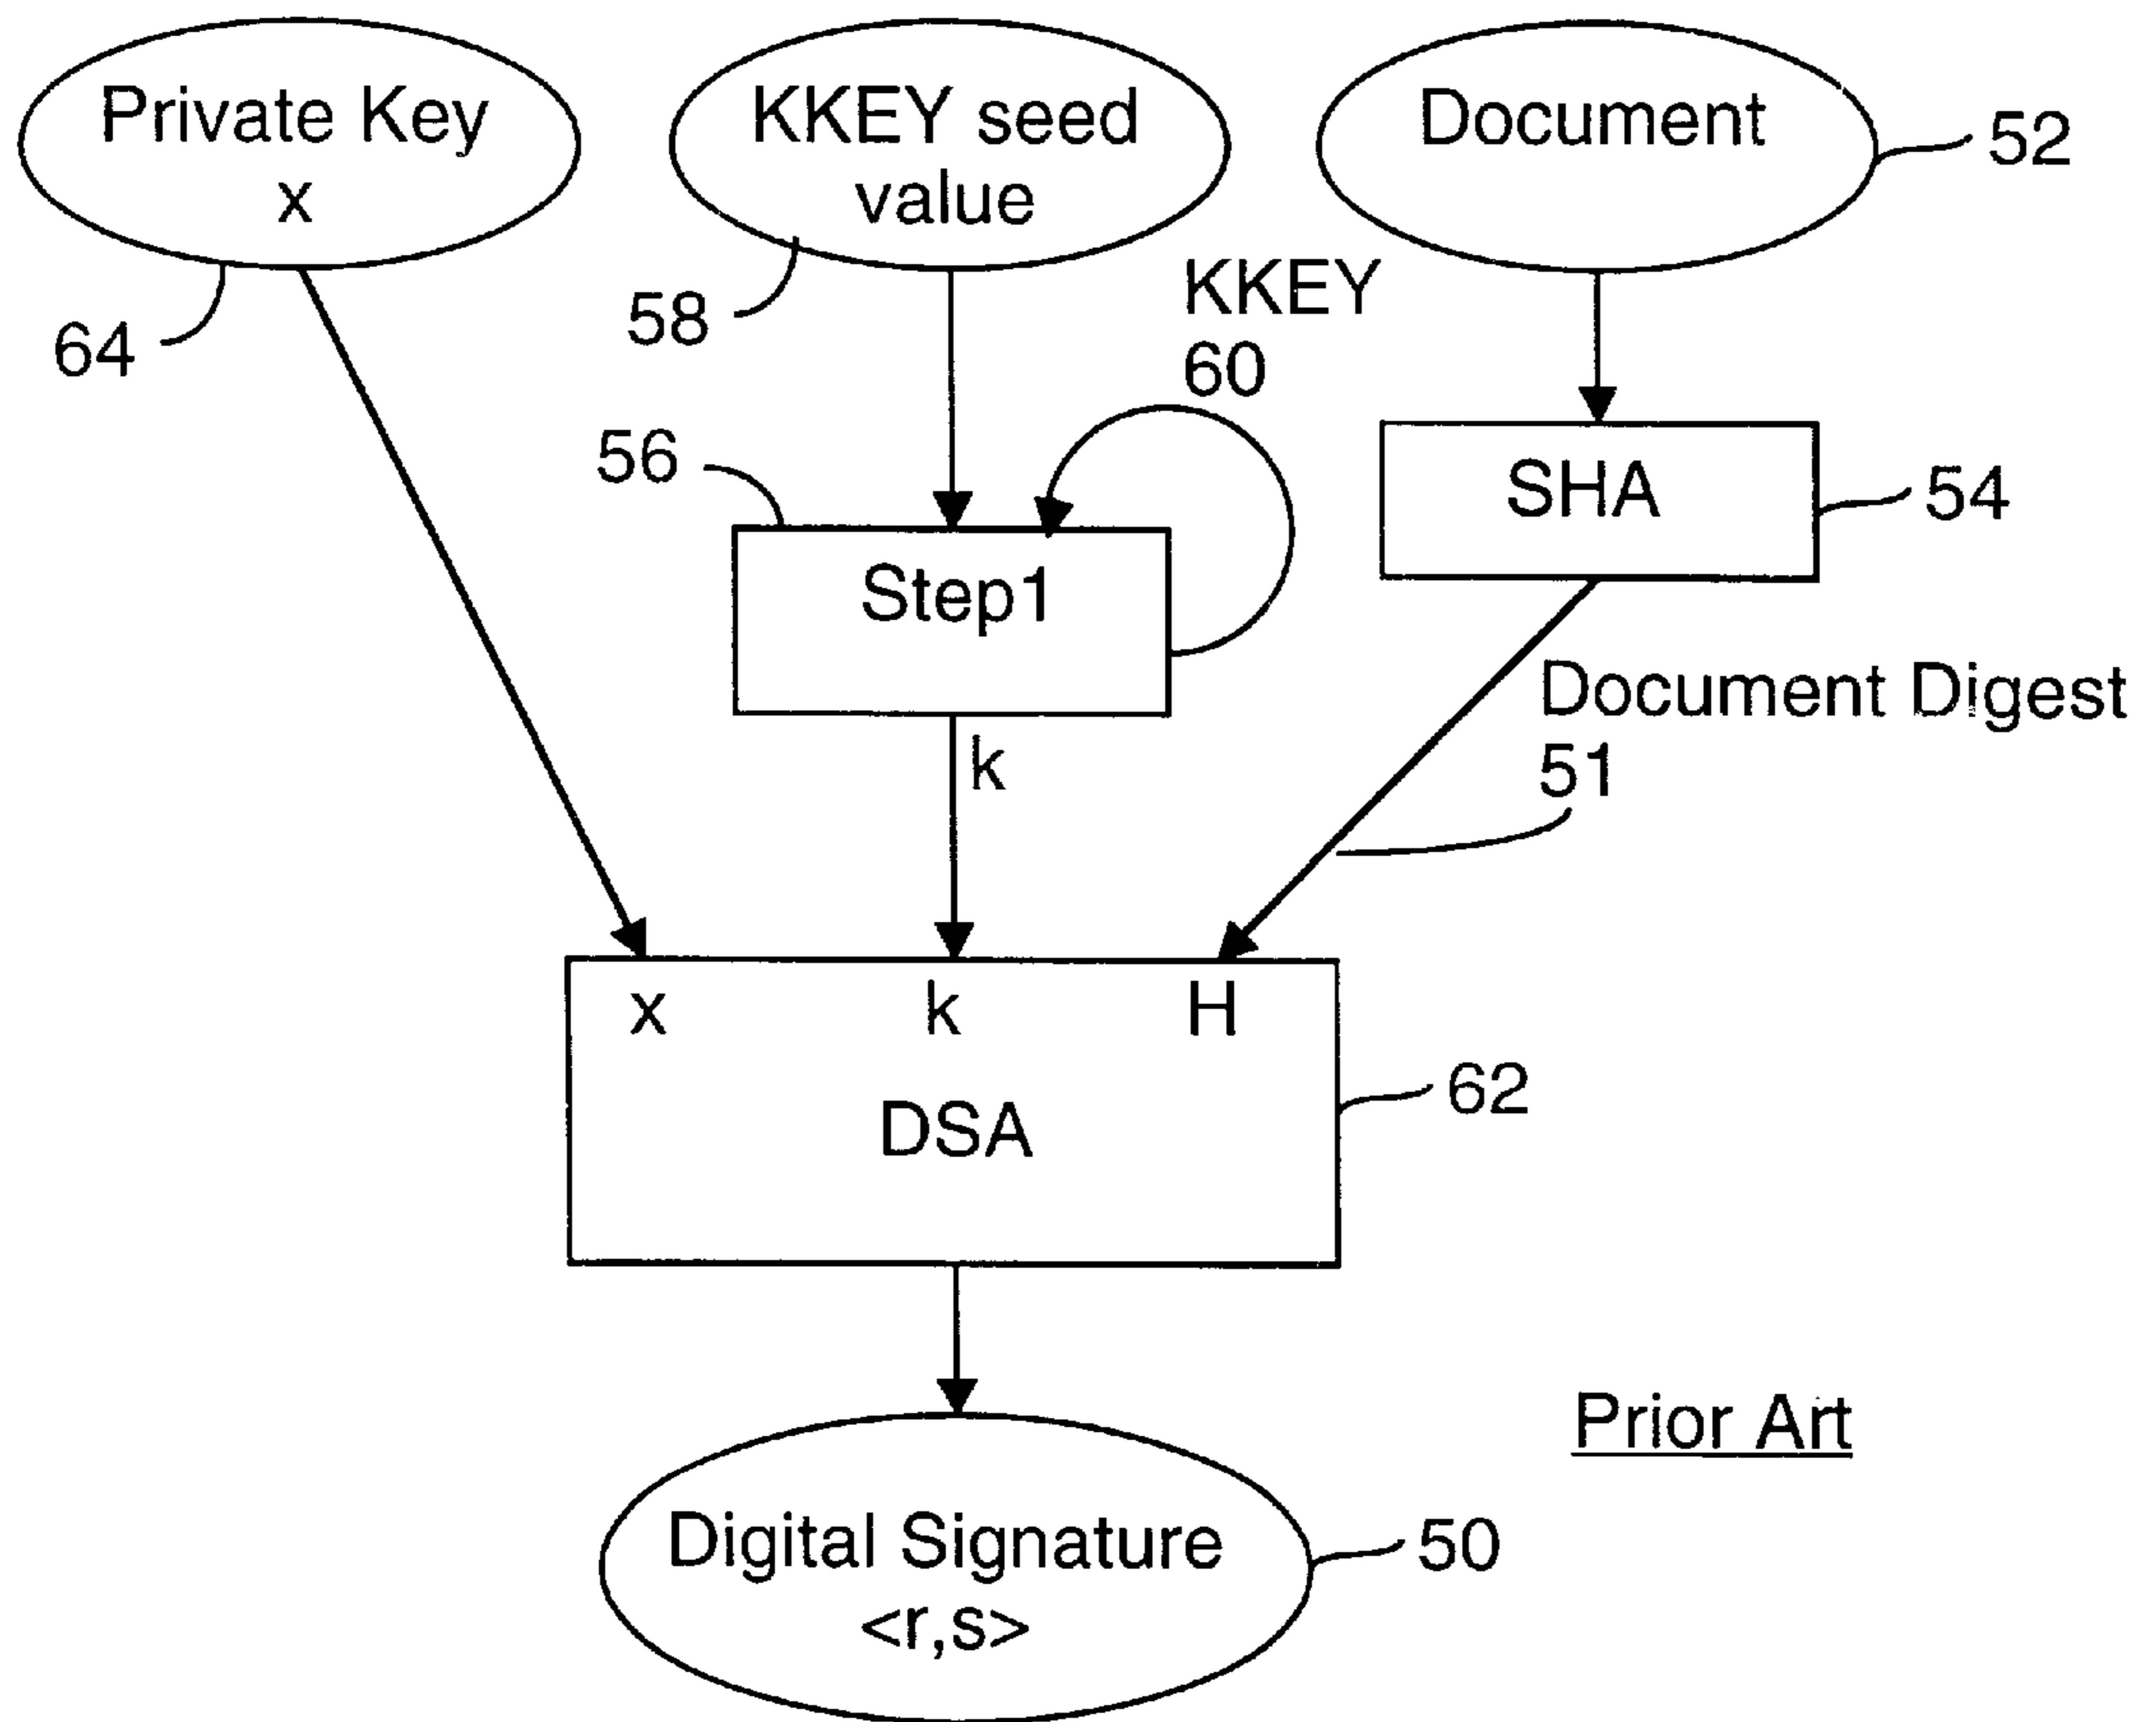 Private Key
x
KKEY seed
value
Document
52
64
58
KKEY
60
56
Step1
SHA
54
Document Digest
51
k
x k H
DSA
62
Digital Signature
<r,s>
50
Prior Art